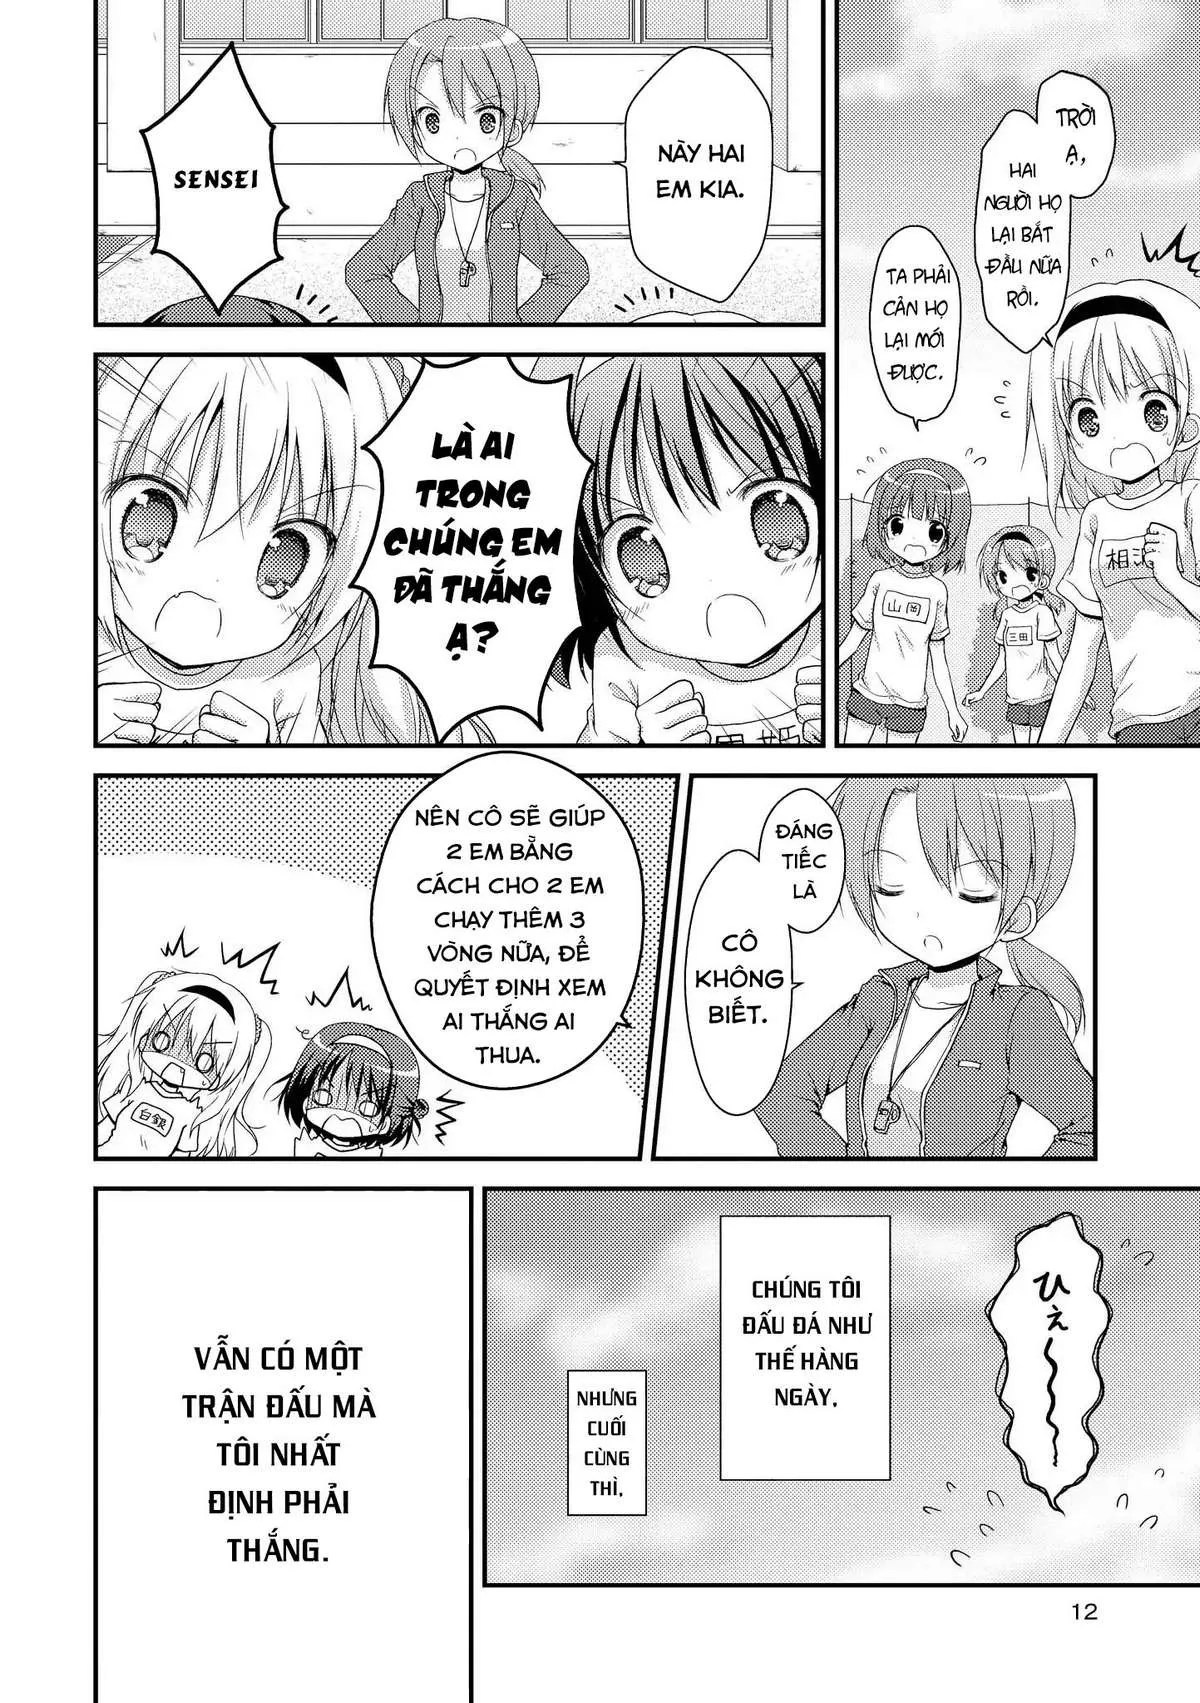 TRỜI
Ạ,
HAI
NGƯỜI HỌ
LẠI BẮT
ĐẦU NỮA
RỒI.
TA PHẢI
CẢN HỌ
LẠI MỚI
ĐƯỢC.
山岡
三田
相
NÀY HAI
EM KIA.
SENSEI
LÀ AI
TRONG
CHÚNG EM
ĐÃ THẮNG
Ạ?
姫
ĐÁNG
TIẾC
LÀ
CÔ
KHÔNG
BIẾT.
NÊN CÔ SẼ GIÚP
2 EM BẰNG
CÁCH CHO 2 EM
CHẠY THÊM 3
VÒNG NỮA, ĐỂ
QUYẾT ĐỊNH XEM
AI THẮNG AI
THUA.
白銀
ひぇ〜〜〜
CHÚNG TÔI
ĐẤU ĐÁ NHƯ
THẾ HÀNG
NGÀY,
NHƯNG
CUỐI
CÙNG
THÌ,
VẪN CÓ MỘT
TRẬN ĐẤU MÀ
TÔI NHẤT
ĐỊNH PHẢI
THẮNG.
12